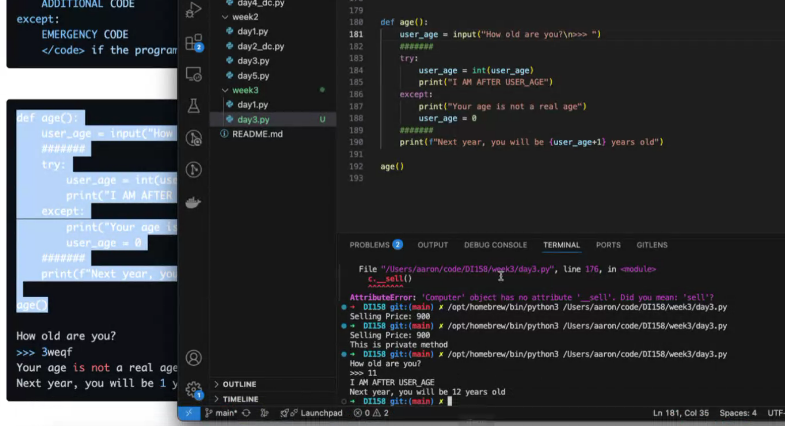 ADDITIONAL CODE
except:
EMERGENCY CODE
</code> if the program
def age():
user_age = input("How
#######
try:
user_age = int(use
print("I AM AFTER
except:
print("Your age is
user_age = 0
#######
print(f"Next year, you
age()
How old are you?
>>> 3weqf
Your age is not a real age
Next year, you will be 1 y
day4_dc.py
week2
day1.py
day2_dc.py
day3.py
day5.py
week3
day1.py
day3.py U
README.md
OUTLINE
TIMELINE
179
180 def age():
181 user_age = input("How old are you?\n>>> ")
182 #######
183 try:
184 user_age = int(user_age)
185 print("I AM AFTER USER_AGE")
186 except:
187 print("Your age is not a real age")
188 user_age = 0
189 #######
190 print(f"Next year, you will be {user_age+1} years old")
191
192 age()
193
PROBLEMS 2 OUTPUT DEBUG CONSOLE TERMINAL PORTS GITLENS
File "/Users/aaron/code/DI158/week3/day3.py", line 176, in <module>
c.__sell()
^^^^^^^^
AttributeError: 'Computer' object has no attribute '__sell'. Did you mean: 'sell'?
➜ DI158 git:(main) ✗ /opt/homebrew/bin/python3 /Users/aaron/code/DI158/week3/day3.py
Selling Price: 900
➜ DI158 git:(main) ✗ /opt/homebrew/bin/python3 /Users/aaron/code/DI158/week3/day3.py
Selling Price: 900
This is private method
➜ DI158 git:(main) ✗ /opt/homebrew/bin/python3 /Users/aaron/code/DI158/week3/day3.py
How old are you?
>>> 11
I AM AFTER USER_AGE
Next year, you will be 12 years old
➜ DI158 git:(main) ✗
main* Launchpad 0 2 Ln 181, Col 35 Spaces: 4 UTF-